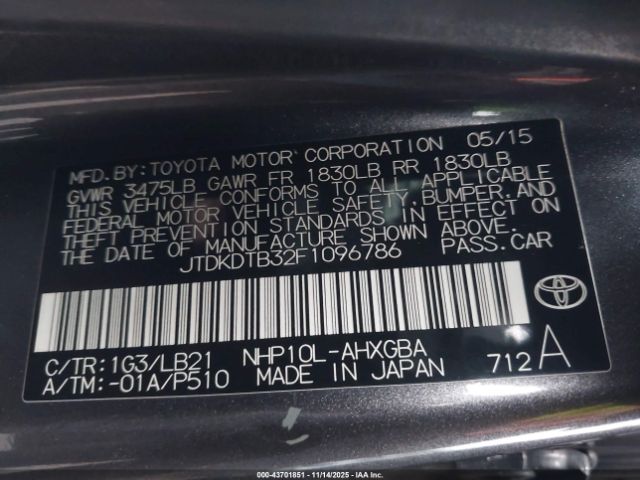 MFD. BY: TOYOTA MOTOR CORPORATION 05/15
GVWR 3475LB GAWR FR 1830LB RR 1830LB
THIS VEHICLE CONFORMS TO ALL APPLICABLE
FEDERAL MOTOR VEHICLE SAFETY, BUMPER, AND
THEFT PREVENTION STANDARDS IN EFFECT ON
THE DATE OF MANUFACTURE SHOWN ABOVE.
JTDKDTB32F1096786 PASS.CAR
C/TR: 1G3/LB21 NHP10L-AHXGBA
A/TM: -01A/P510 MADE IN JAPAN 712A
TOYOTA
000-43701851 | 11/14/2025 | IAA Inc.